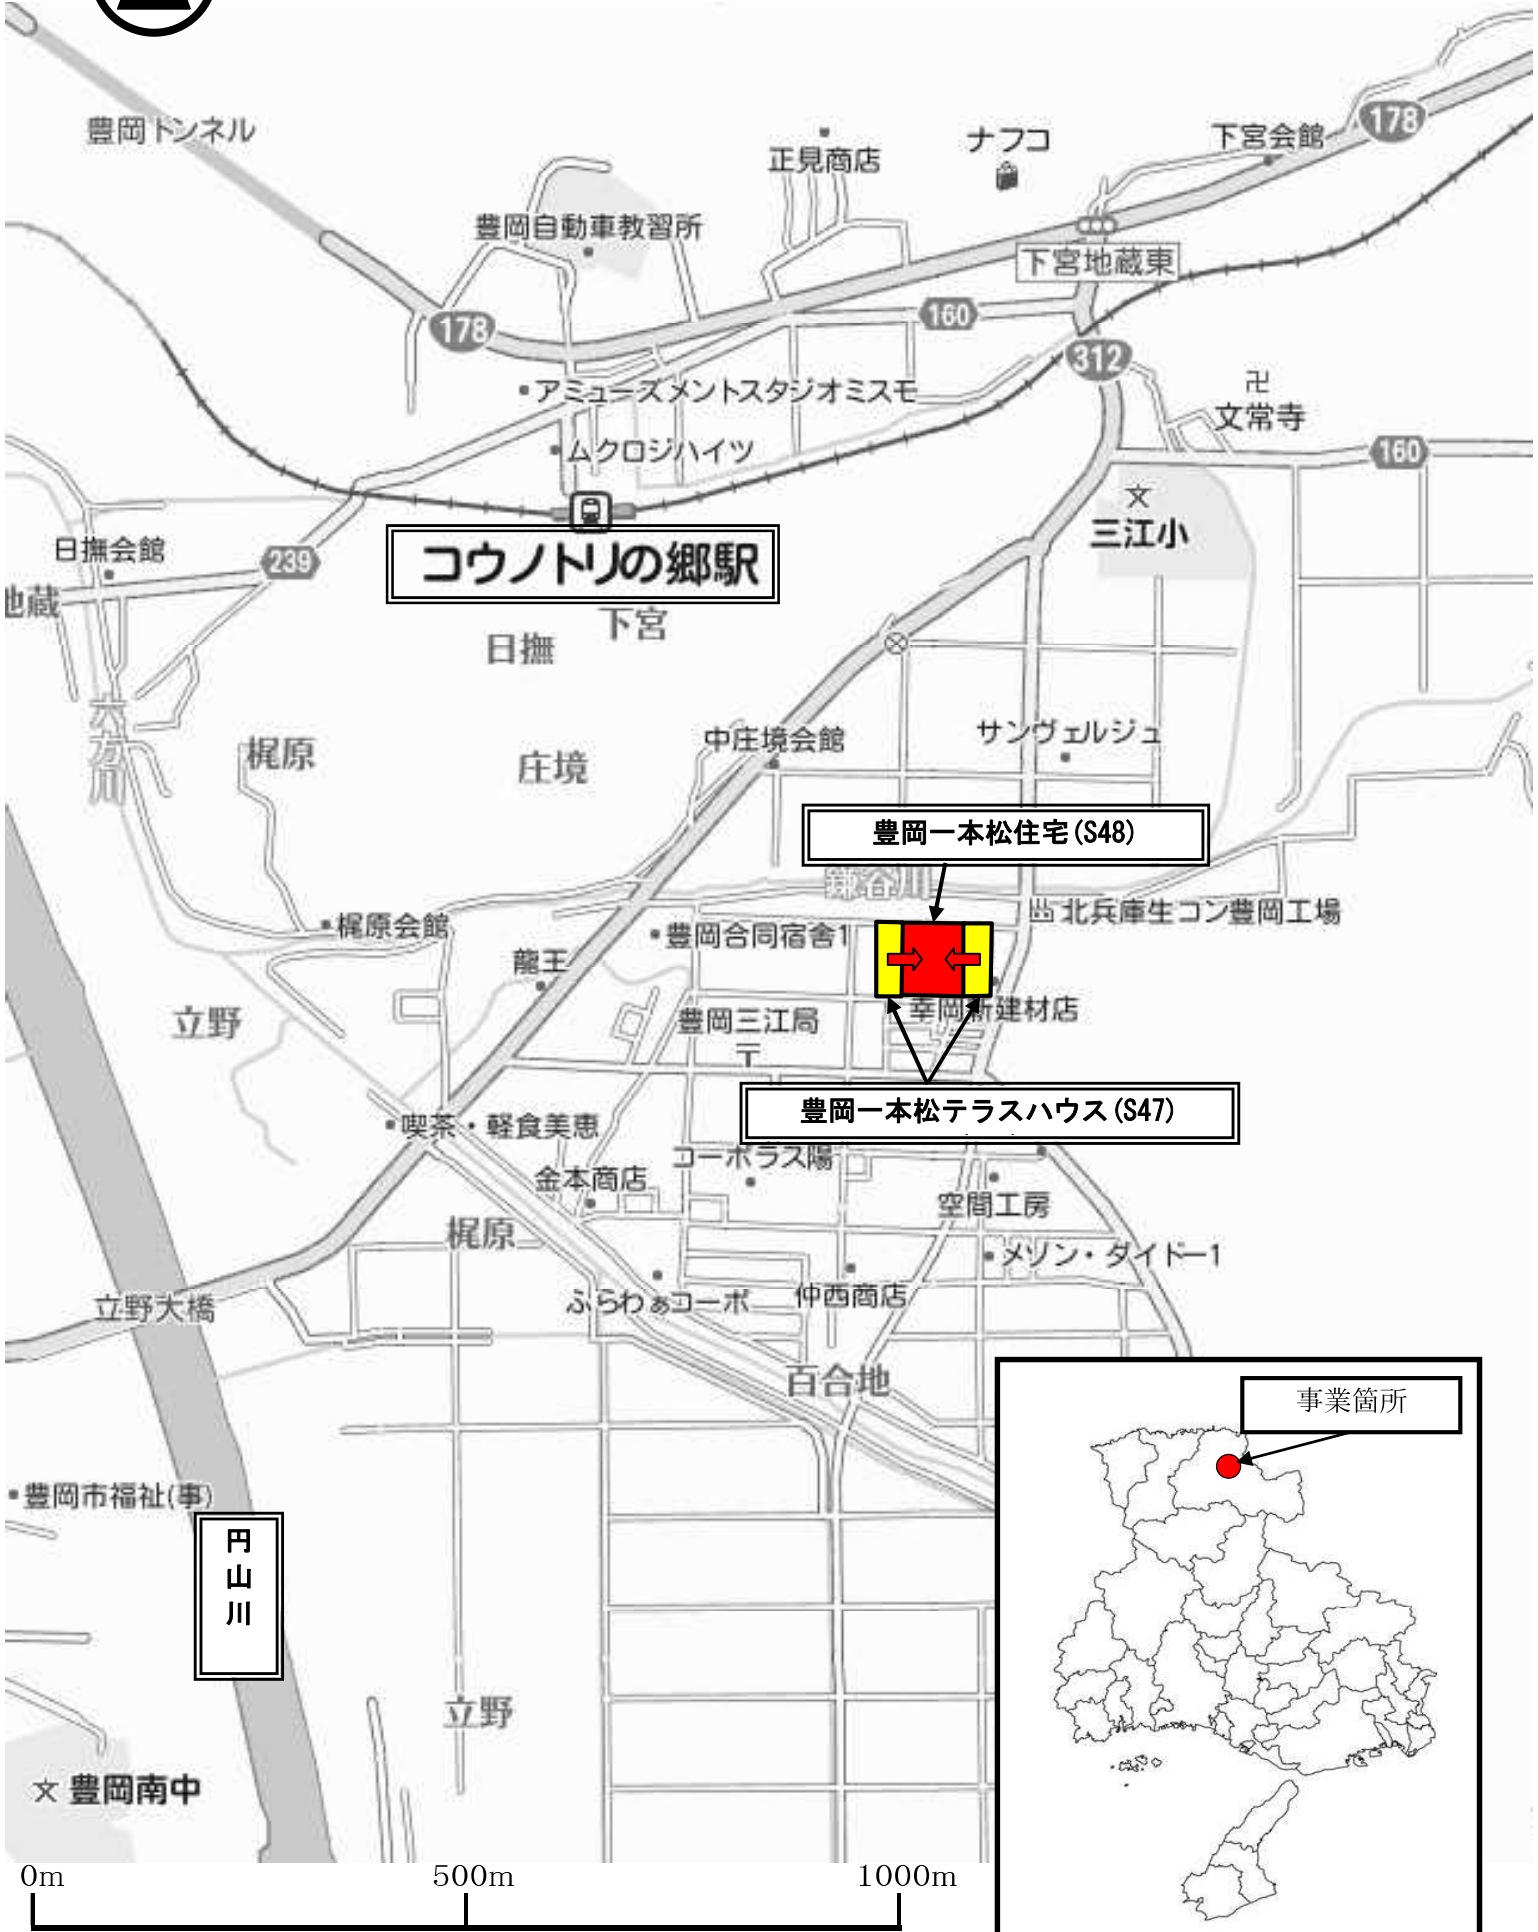 豊岡トンネル
正見商店
ナフコ
下宮会館
178
豊岡自動車教習所
下宮地蔵東
178
160
312
アミューズメントスタジオミスモ
卍
文常寺
ムクロジハイツ
160
三江小
コウノトリの郷駅
日撫会館
239
地蔵
下宮
日撫
六方川
梶原
庄境
中庄境会館
サンヴェルジュ
豊岡一本松住宅(S48)
鎌谷川
北兵庫生コン豊岡工場
梶原会館
豊岡合同宿舎1
龍王
立野
豊岡三江局
〒
幸岡新建材店
豊岡一本松テラスハウス(S47)
喫茶・軽食美恵
コーポラス陽
金本商店
空間工房
梶原
メゾン・ダイドー1
立野大橋
ふらわぁコーポ
仲西商店
百合地
事業箇所
豊岡市福祉(事)
円
山
川
立野
豊岡南中
0m
500m
1000m